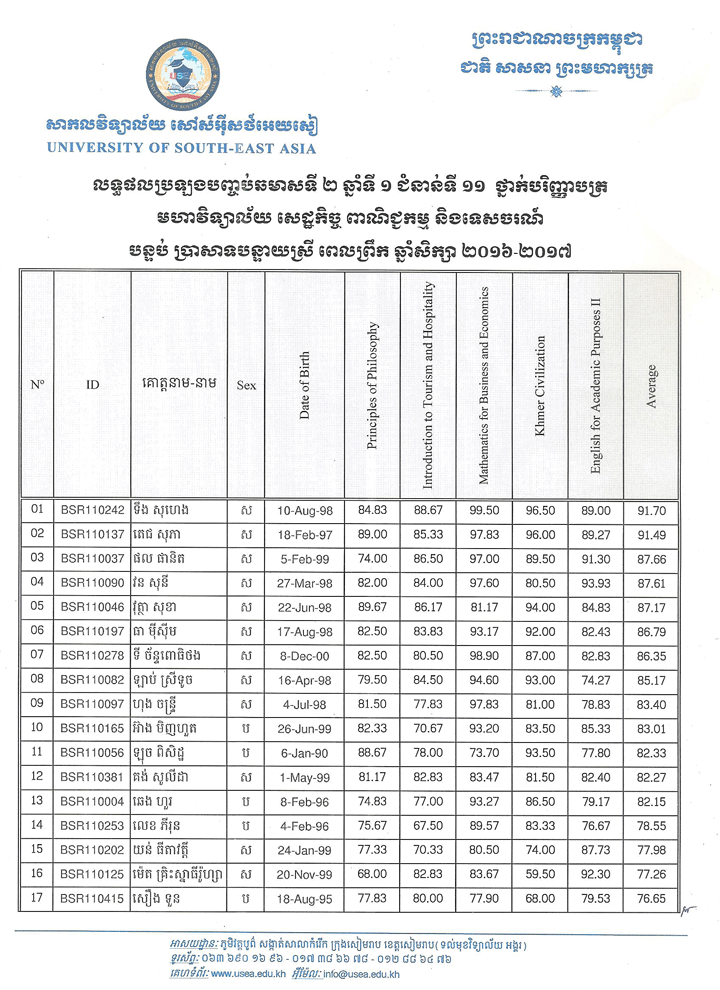 ព្រះរាជាណាចក្រកម្ពុជា
ជាតិ សាសនា ព្រះមហាក្សត្រ
USEA
សាកលវិទ្យាល័យ សៅស៍អ៊ីសថ៍អេយសៀ
UNIVERSITY OF SOUTH-EAST ASIA
លទ្ធផលប្រឡងបញ្ចប់ឆមាសទី ២ ឆ្នាំទី ១ ជំនាន់ទី ១១ ថ្នាក់បរិញ្ញាបត្រ
មហាវិទ្យាល័យ សេដ្ឋកិច្ច ពាណិជ្ជកម្ម និងទេសចរណ៍
បន្ទប់ ប្រាសាទបន្ទាយស្រី ពេលព្រឹក ឆ្នាំសិក្សា ២០១៦-២០១៧
Nº ID គោត្តនាម-នាម Sex Date of Birth Principles of Philosophy Introduction to Tourism and Hospitality Mathematics for Business and Economics Khmer Civilization English for Academic Purposes II Average
01 BSR110242 ទឹង សុហេង ស 10-Aug-98 84.83 88.67 99.50 96.50 89.00 91.70
02 BSR110137 តេជ សុភា ស 18-Feb-97 89.00 85.33 97.83 96.00 89.27 91.49
03 BSR110037 ផល ផានិត ស 5-Feb-99 74.00 86.50 97.00 89.50 91.30 87.66
04 BSR110090 វន សុនី ស 27-Mar-98 82.00 84.00 97.60 80.50 93.93 87.61
05 BSR110046 វុត្ថា សុខា ស 22-Jun-98 89.67 86.17 81.17 94.00 84.83 87.17
06 BSR110197 ធា ម៉ីស៊ីម ស 17-Aug-98 82.50 83.83 93.17 92.00 82.43 86.79
07 BSR110278 ទី ច័ន្ទពោធិថង ស 8-Dec-00 82.50 80.50 98.90 87.00 82.83 86.35
08 BSR110082 ឡាប់ ស្រីទូច ស 16-Apr-98 79.50 84.50 94.60 93.00 74.27 85.17
09 BSR110097 ហុង ចន្ទ្រី ស 4-Jul-98 81.50 77.83 97.83 81.00 78.83 83.40
10 BSR110165 អ៊ាង មិញហួត ប 26-Jun-99 82.33 70.67 93.20 83.50 85.33 83.01
11 BSR110056 ឡុច ពិសិដ្ឋ ប 6-Jan-90 88.67 78.00 73.70 93.50 77.80 82.33
12 BSR110381 គង់ សូលីដា ស 1-May-99 81.17 82.83 83.47 81.50 82.40 82.27
13 BSR110004 ឆេង ហួរ ប 8-Feb-96 74.83 77.00 93.27 86.50 79.17 82.15
14 BSR110253 លេខ ភីរុន ប 4-Feb-96 75.67 67.50 89.57 83.33 76.67 78.55
15 BSR110202 យន់ ធីតាវត្តី ស 24-Jan-99 77.33 70.33 80.50 74.00 87.73 77.98
16 BSR110125 ម៉េត គ្រិះស្នាធីរ៉ូហ្សា ស 20-Nov-99 68.00 82.83 83.67 59.50 92.30 77.26
17 BSR110415 សឿង ទួន ប 18-Aug-95 77.83 80.00 77.90 68.00 79.53 76.65
អាសយដ្ឋាន: ភូមិវត្តបូព៌ សង្កាត់សាលាកំរើក ក្រុងសៀមរាប ខេត្តសៀមរាប( ទល់មុខវិទ្យាល័យ អង្គរ)
ទូរស័ព្ទ: ០៦៣ ៦៩០ ១៦ ៩៦ - ០១៧ ៣៨ ៦៦ ៧៨ - ០១២ ៨៨ ៦៤ ៧៦
គេហទំព័រ: www.usea.edu.kh អ៊ីម៉ែល: info@usea.edu.kh